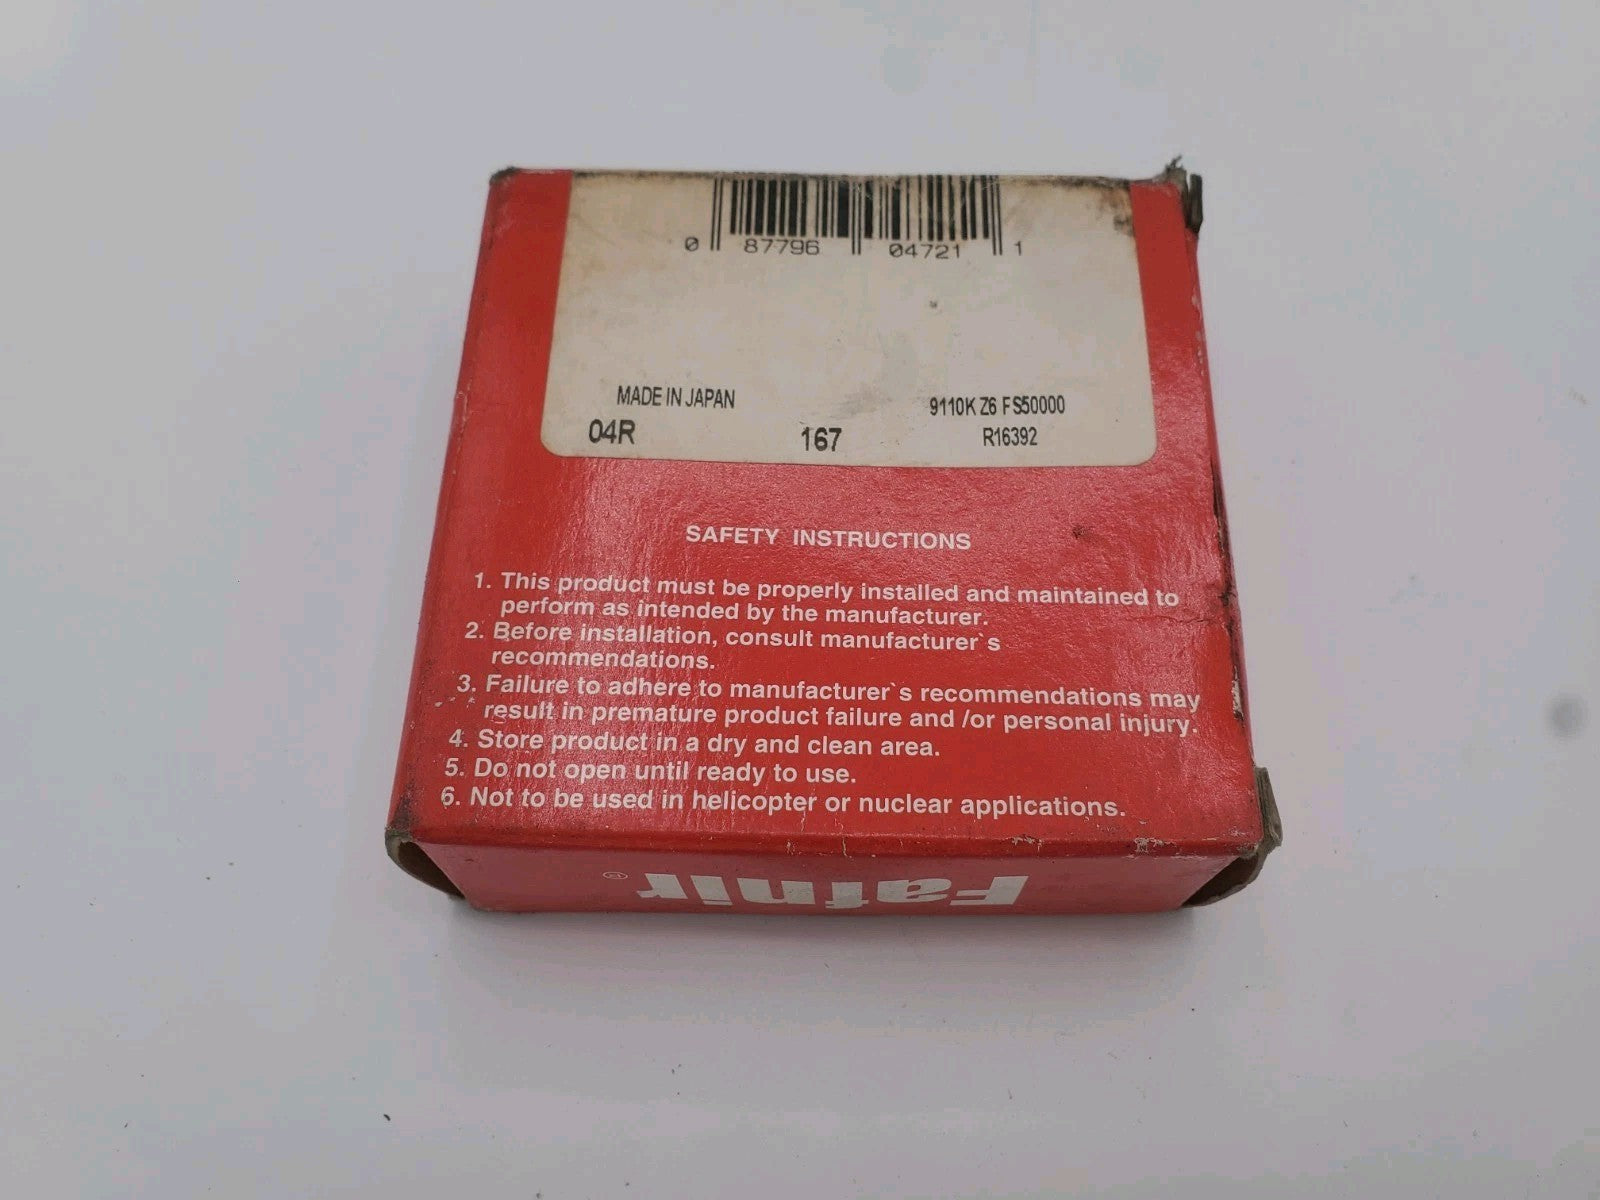 0 87796 04721 1
MADE IN JAPAN 9110K Z6 FS50000
04R 167 R16392
SAFETY INSTRUCTIONS
1. This product must be properly installed and maintained to
perform as intended by the manufacturer.
2. Before installation, consult manufacturer`s
recommendations.
3. Failure to adhere to manufacturer`s recommendations may
result in premature product failure and /or personal injury.
4. Store product in a dry and clean area.
5. Do not open until ready to use.
6. Not to be used in helicopter or nuclear applications.
Fafnir®